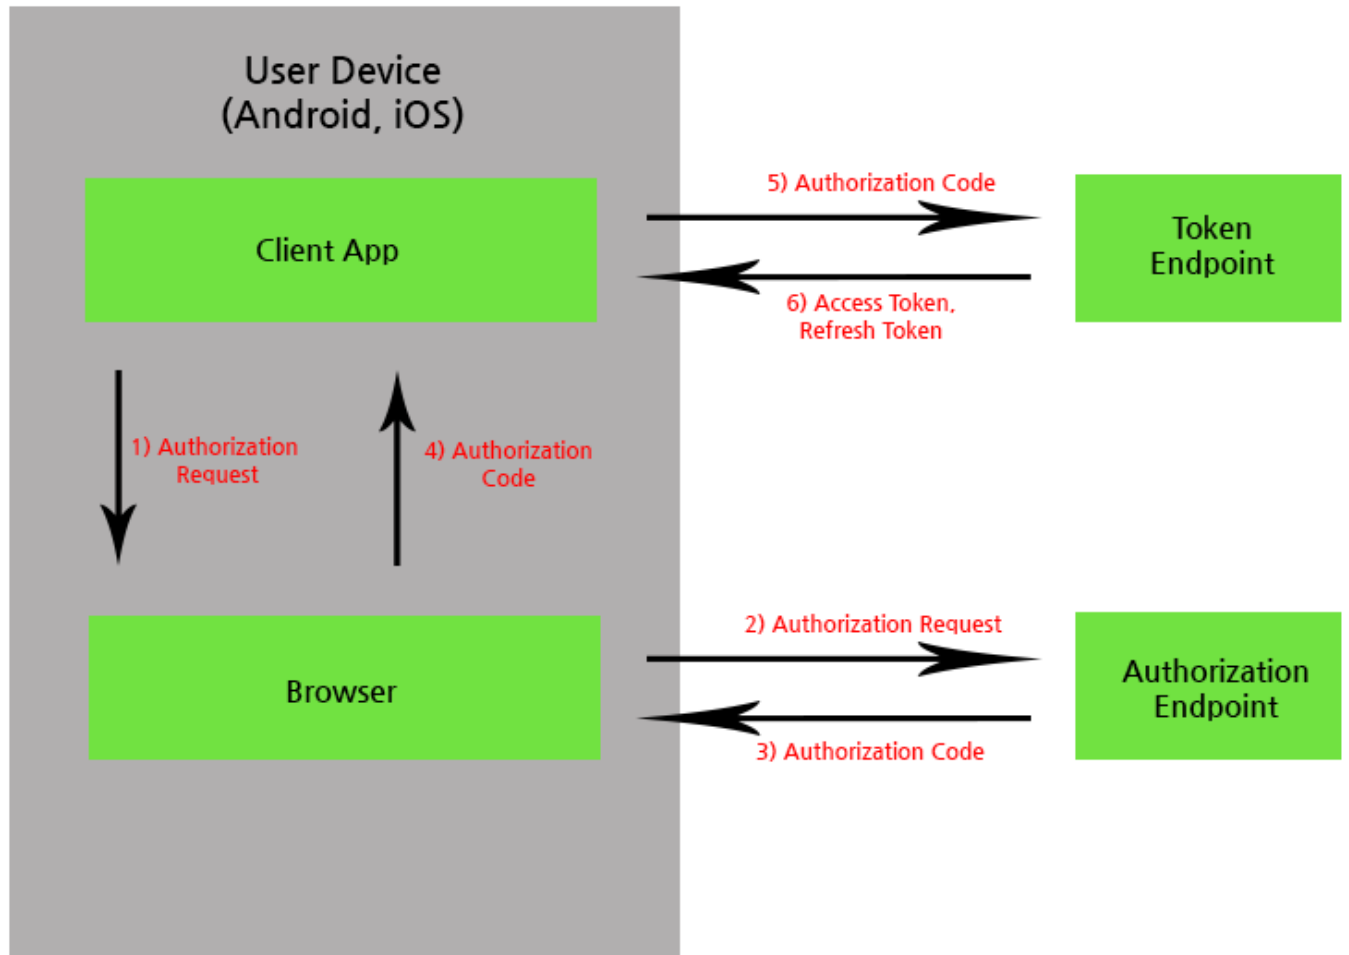 User Device
(Android, iOS)
Client App
5) Authorization Code
6) Access Token,
Refresh Token
Token
Endpoint
1) Authorization
Request
4) Authorization
Code
Browser
2) Authorization Request
3) Authorization Code
Authorization
Endpoint